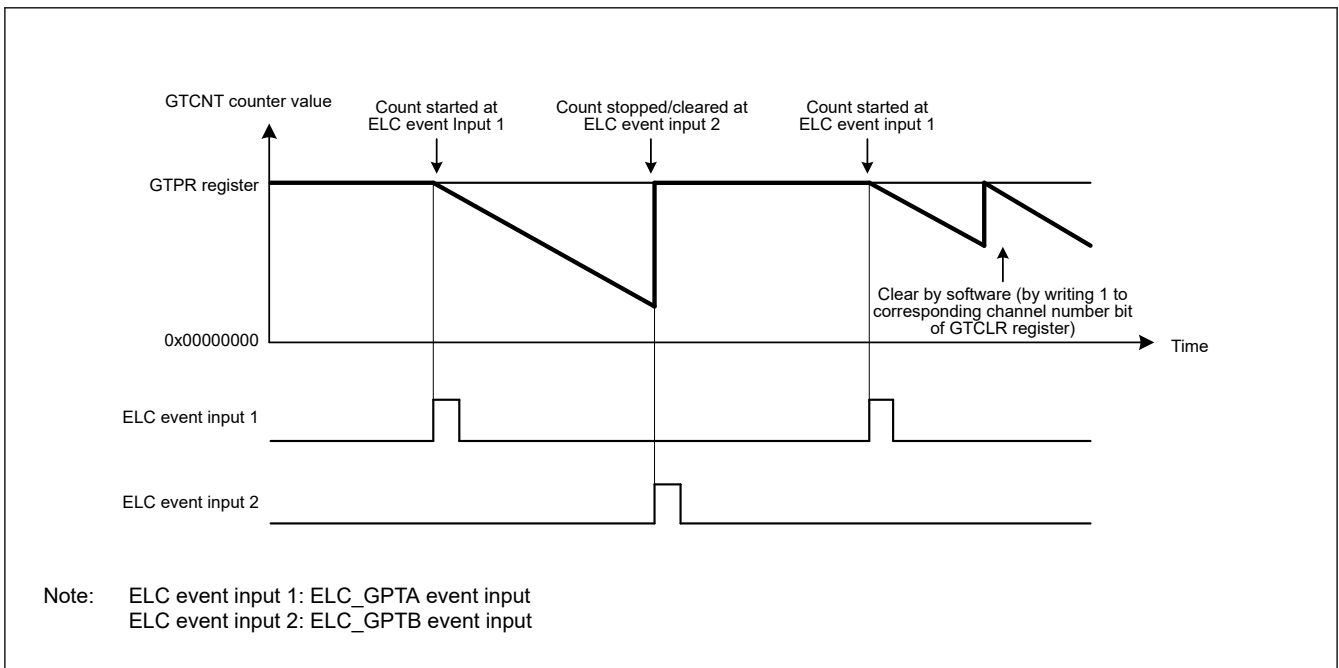 GTCNT counter value
Count started at
ELC event Input 1
Count stopped/cleared at
ELC event input 2
Count started at
ELC event input 1
GTPR register
Clear by software (by writing 1 to
corresponding channel number bit
of GTCLR register)
0x00000000
Time
ELC event input 1
ELC event input 2
Note: ELC event input 1: ELC_GPTA event input
ELC event input 2: ELC_GPTB event input